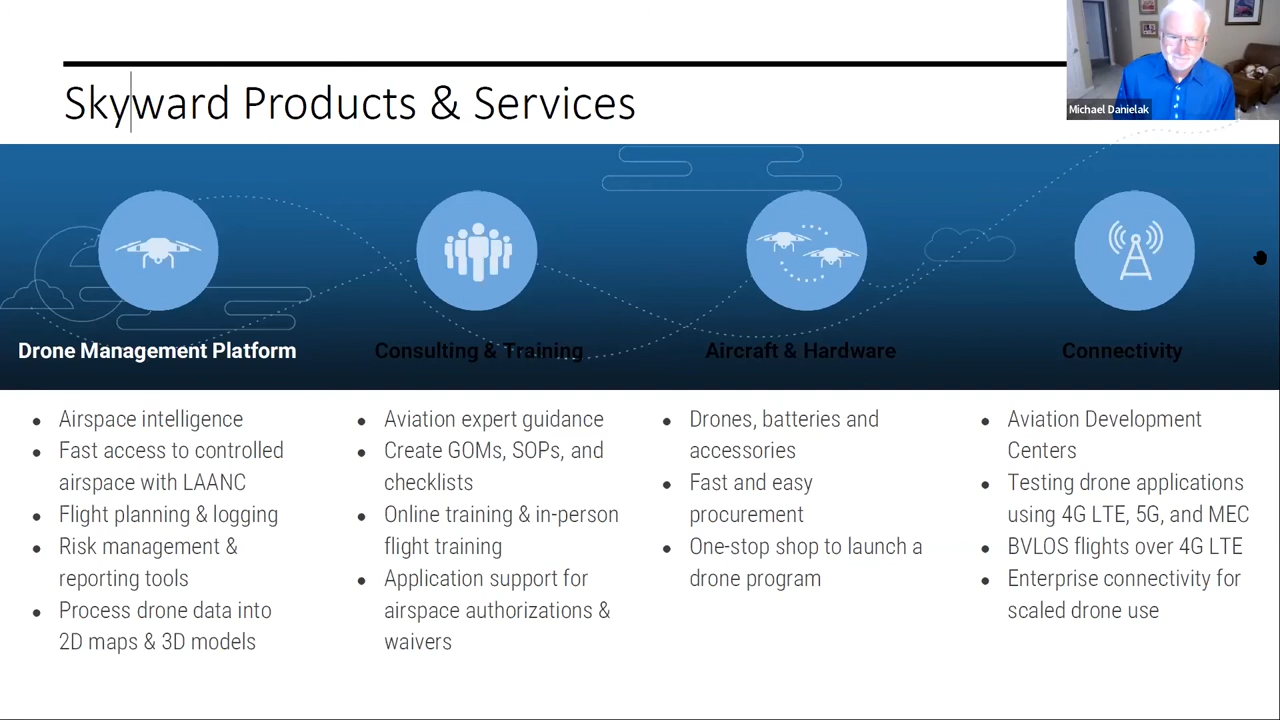 Skyward Products & Services
Michael Danielak
Drone Management Platform
Consulting & Training
Aircraft & Hardware
Connectivity
• Airspace intelligence
• Fast access to controlled
airspace with LAANC
• Flight planning & logging
• Risk management &
reporting tools
• Process drone data into
2D maps & 3D models
• Aviation expert guidance
• Create GOMs, SOPs, and
checklists
• Online training & in-person
flight training
• Application support for
airspace authorizations &
waivers
• Drones, batteries and
accessories
• Fast and easy
procurement
• One-stop shop to launch a
drone program
• Aviation Development
Centers
• Testing drone applications
using 4G LTE, 5G, and MEC
• BVLOS flights over 4G LTE
• Enterprise connectivity for
scaled drone use